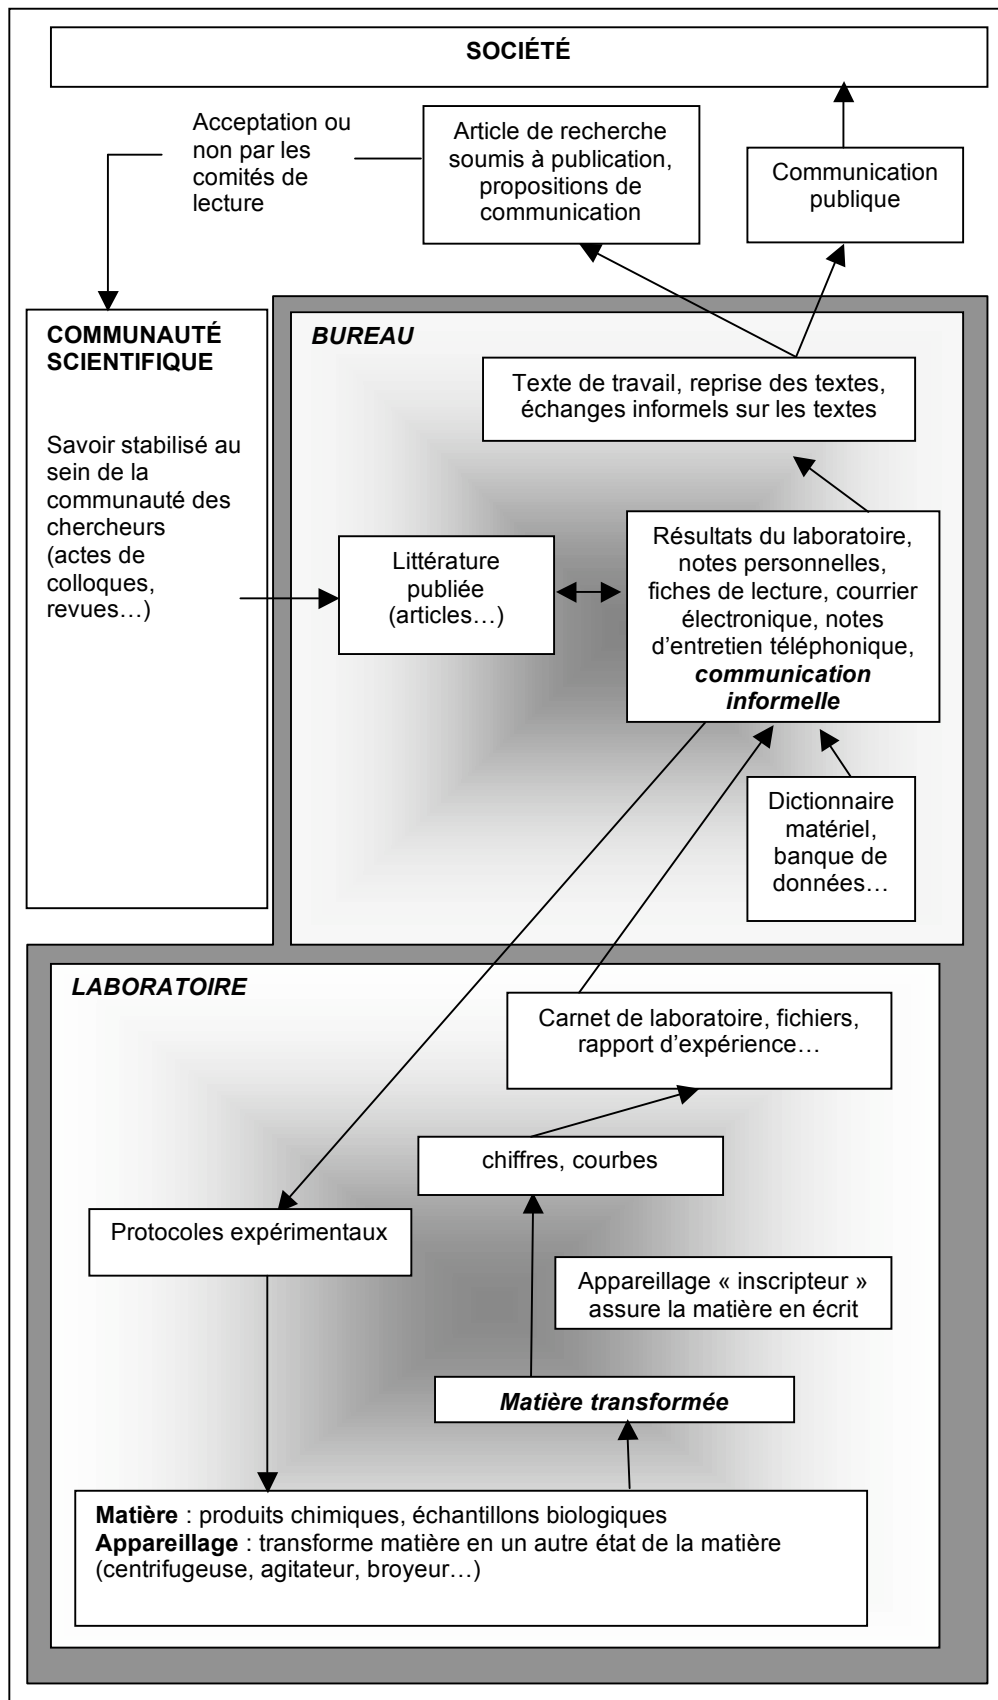 SOCIÉTÉ
Acceptation ou
non par les
comités de
lecture
Article de recherche
soumis à publication,
propositions de
communication
Communication
publique
COMMUNAUTÉ
SCIENTIFIQUE
Savoir stabilisé au
sein de la
communauté des
chercheurs
(actes de
colloques,
revues…)
BUREAU
Texte de travail, reprise des textes,
échanges informels sur les textes
Littérature
publiée
(articles…)
Résultats du laboratoire,
notes personnelles,
fiches de lecture, courrier
électronique, notes
d’entretien téléphonique,
communication
informelle
Dictionnaire
matériel,
banque de
données…
LABORATOIRE
Carnet de laboratoire, fichiers,
rapport d’expérience…
chiffres, courbes
Protocoles expérimentaux
Appareillage « inscripteur »
assure la matière en écrit
Matière transformée
Matière : produits chimiques, échantillons biologiques
Appareillage : transforme matière en un autre état de la matière
(centrifugeuse, agitateur, broyeur…)